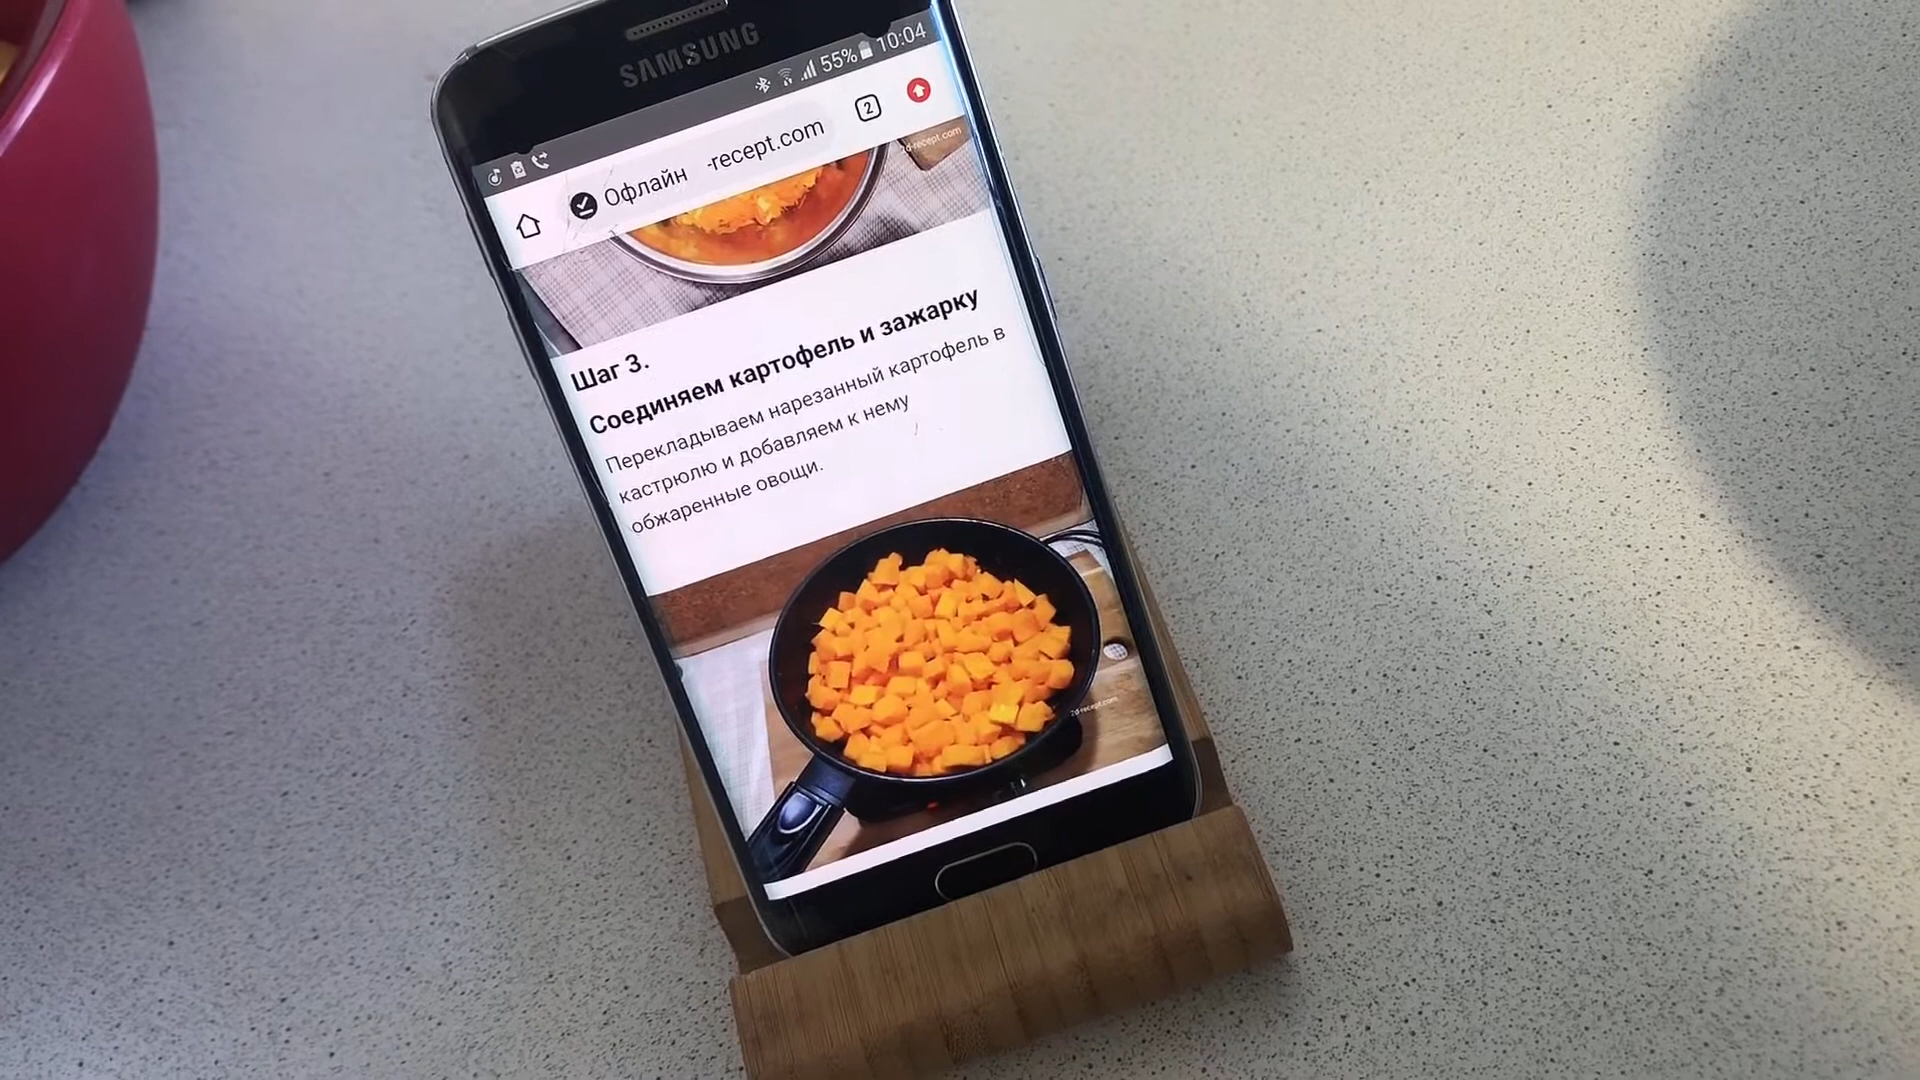 SAMSUNG
55% 10:04
Офлайн -recept.com 2
Шаг 3.
Соединяем картофель и зажарку
Перекладываем нарезанный картофель в
кастрюлю и добавляем к нему
обжаренные овощи.